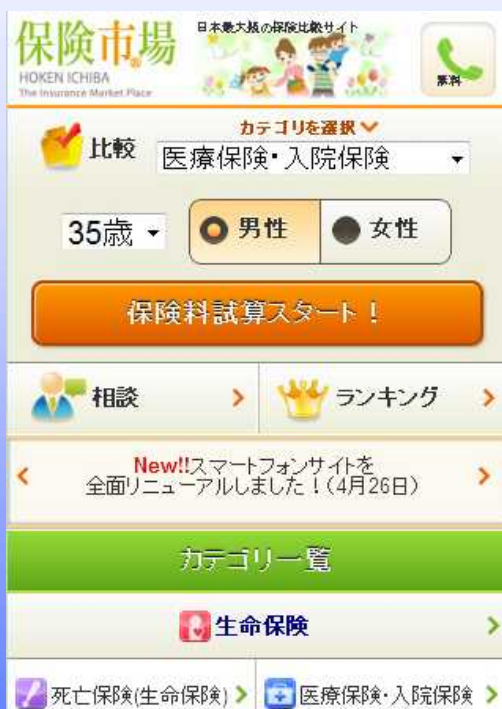 日本最大級の保険比較サイト
保険市場
HOKEN ICHIBA
The Insurance Market Place
無料
カテゴリを選択
比較
医療保険・入院保険
35歳
男性
女性
保険料試算スタート！
相談
ランキング
New!!スマートフォンサイトを
全面リニューアルしました！(4月26日)
カテゴリ一覧
生命保険
死亡保険(生命保険)
医療保険・入院保険